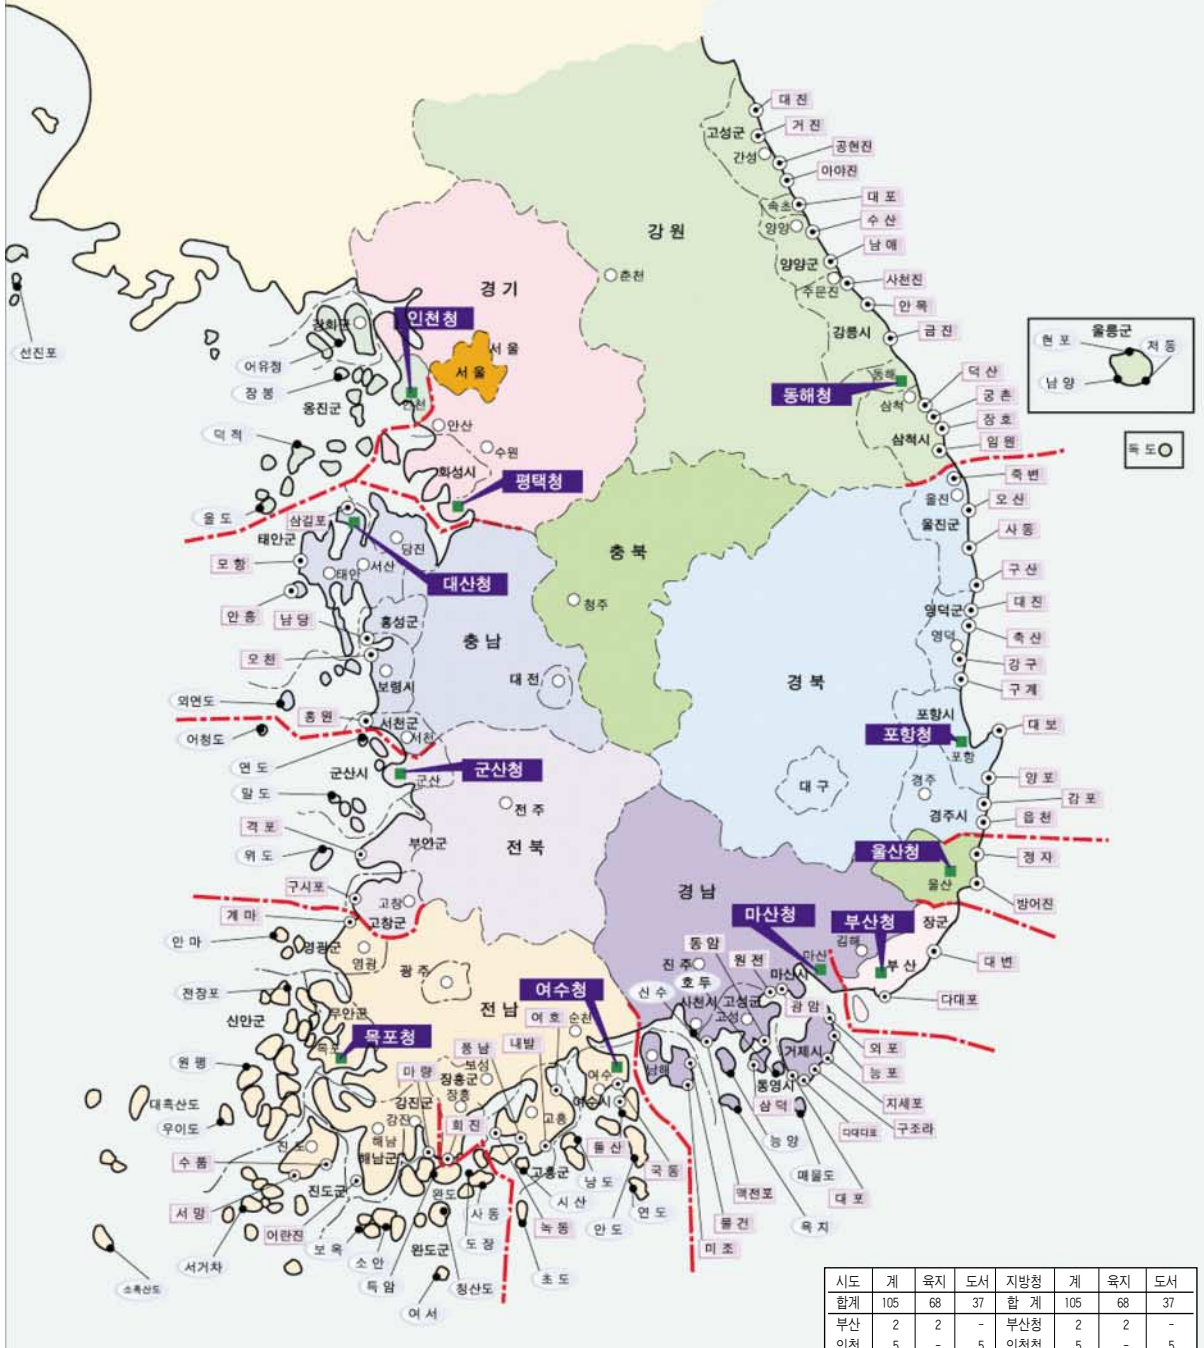 대 진
거 진
고성군
공현진
간성
아야진
대 포
속초
수 산
양양
강 원
남 애
양양군
춘천
사천진
주문진
경 기
안 목
강릉시
금 진
선진포
강화군
인천청
어유정
서 울
서 울
장 봉
옹진군
인천
안산
수원
덕 적
화성시
평택청
울 도
동해
동해청
삼척
삼척시
덕 산
궁 촌
장 호
임 원
울릉군
현 포
저 동
남 양
독 도
죽 변
울진
오 산
울진군
사 동
구 산
대 진
영덕군
축 산
영덕
강 구
구 계
삼길포
태안군
당진
모 항
서산
태안
대산청
안 흥
남 당
홍성군
오 천
충 남
보령시
대 전
외연도
홍 원
서천군
서천
어청도
충 북
청주
경 북
포항시
대 보
포항청
포항
연 도
군산시
군산
군산청
말 도
전 주
격 포
부안군
전 북
위 도
대 구
경주
양 포
감 포
경주시
읍 천
구시포
고창
고창군
계 마
울산청
정 자
울산
방어진
경 남
마산청
부산청
장군
김해
부 산
대 변
다대포
안 마
영광군
영광
광 주
전장포
무안군
신안군
전 남
목포청
목포
원 평
대흑산도
우이도
진 도
수 품
서 망
진도군
서거차
소흑산도
어란진
보 옥
소 안
득 암
여 서
청산도
완도군
완도
도 장
사 동
해남
해남군
강진군
강진
마 량
장흥군
장흥
보성
회 진
풍 남
내발
여 호
순천
여수청
여수
여수시
고흥
고흥군
녹 동
시 산
초 도
낭 도
돌 산
안 도
연 도
국 동
동 암
원 전
마산
마산시
진 주
호 두
신 수
사천시
고성군
고성
광 암
남해
통영시
거제시
외 포
능 포
지세포
구조라
다대다포
삼 덕
능 양
매물도
대 포
욕 지
맥전포
물 건
미 조
시도 계 육지 도서 지방청 계 육지 도서
합계 105 68 37 합 계 105 68 37
부산 2 2 - 부산청 2 2 -
인천 5 - 5 인천청 5 - 5